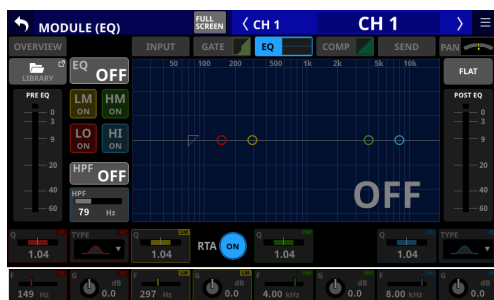 MODULE (EQ)
FULL SCREEN
CH 1
CH 1
OVERVIEW
INPUT
GATE
EQ
COMP
SEND
PAN
LIBRARY
EQ OFF
50 100 200 500 1k 2k 5k 10k
FLAT
PRE EQ
LM ON
HM ON
POST EQ
0
3
9
20
40
60
LO ON
HI ON
0
3
9
20
40
60
HPF OFF
HPF
79 Hz
OFF
Q
1.04
TYPE
Q LM
1.04
RTA ON
Q
1.04
Q
1.04
TYPE
F
149 Hz
G dB
0.0
F LM
297 Hz
G dB
0.0
F
4.00 kHz
G dB
0.0
F
8.00 kHz
G dB
0.0